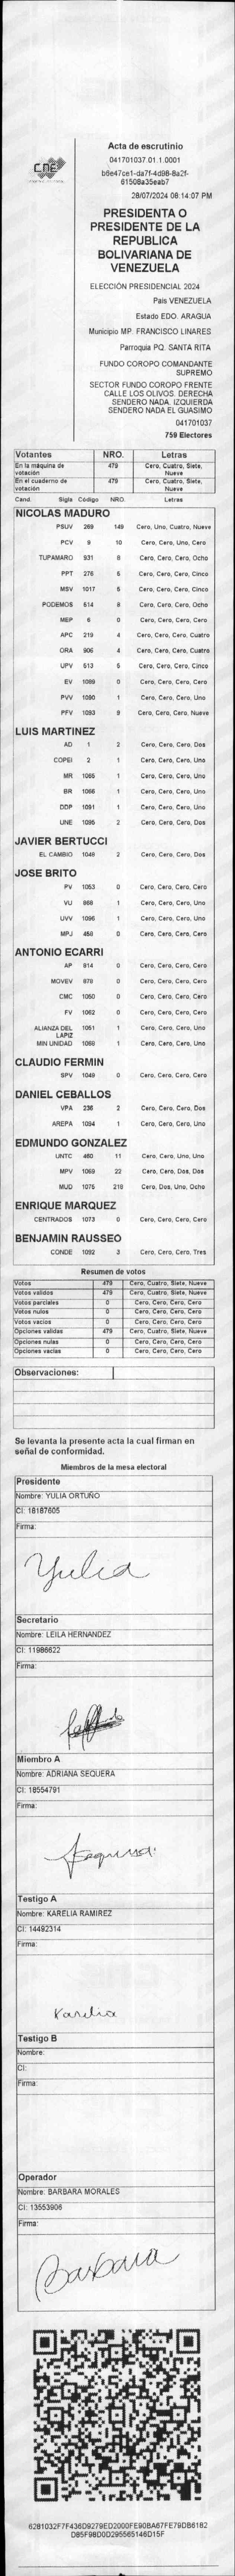 Acta de escrutinio
041701037.01.1.0001
b6e47ce1-da7f-4d98-8a2f-
61508a35eab7
28/07/2024 08:14:07 PM
CNE
PRESIDENTA O
PRESIDENTE DE LA
REPUBLICA
BOLIVARIANA DE
VENEZUELA
ELECCIÓN PRESIDENCIAL 2024
Pais VENEZUELA
Estado EDO. ARAGUA
Municipio MP. FRANCISCO LINARES
Parroquia PQ. SANTA RITA
FUNDO COROPO COMANDANTE
SUPREMO
SECTOR FUNDO COROPO FRENTE
CALLE LOS OLIVOS. DERECHA
SENDERO NADA. IZQUIERDA
SENDERO NADA EL GUASIMO
041701037
759 Electores
Votantes NRO. Letras
En la máquina de votación 479 Cero, Cuatro, Siete, Nueve
En el cuaderno de votación 479 Cero, Cuatro, Siete, Nueve
Cand. Sigla Código NRO. Letras
NICOLAS MADURO
PSUV 269 149 Cero, Uno, Cuatro, Nueve
PCV 9 10 Cero, Cero, Uno, Cero
TUPAMARO 931 8 Cero, Cero, Cero, Ocho
PPT 276 5 Cero, Cero, Cero, Cinco
MSV 1017 5 Cero, Cero, Cero, Cinco
PODEMOS 514 8 Cero, Cero, Cero, Ocho
MEP 6 0 Cero, Cero, Cero, Cero
APC 219 4 Cero, Cero, Cero, Cuatro
ORA 906 4 Cero, Cero, Cero, Cuatro
UPV 513 5 Cero, Cero, Cero, Cinco
EV 1089 0 Cero, Cero, Cero, Cero
PVV 1090 1 Cero, Cero, Cero, Uno
PFV 1093 9 Cero, Cero, Cero, Nueve
LUIS MARTINEZ
AD 1 2 Cero, Cero, Cero, Dos
COPEI 2 1 Cero, Cero, Cero, Uno
MR 1065 1 Cero, Cero, Cero, Uno
BR 1066 1 Cero, Cero, Cero, Uno
DDP 1091 1 Cero, Cero, Cero, Uno
UNE 1095 2 Cero, Cero, Cero, Dos
JAVIER BERTUCCI
EL CAMBIO 1048 2 Cero, Cero, Cero, Dos
JOSE BRITO
PV 1053 0 Cero, Cero, Cero, Cero
VU 868 1 Cero, Cero, Cero, Uno
UVV 1096 1 Cero, Cero, Cero, Uno
MPJ 458 0 Cero, Cero, Cero, Cero
ANTONIO ECARRI
AP 914 0 Cero, Cero, Cero, Cero
MOVEV 879 0 Cero, Cero, Cero, Cero
CMC 1050 0 Cero, Cero, Cero, Cero
FV 1062 0 Cero, Cero, Cero, Cero
ALIANZA DEL LAPIZ 1051 1 Cero, Cero, Cero, Uno
MIN UNIDAD 1069 1 Cero, Cero, Cero, Uno
CLAUDIO FERMIN
SPV 1049 0 Cero, Cero, Cero, Cero
DANIEL CEBALLOS
VPA 236 2 Cero, Cero, Cero, Dos
AREPA 1094 1 Cero, Cero, Cero, Uno
EDMUNDO GONZALEZ
UNTC 480 11 Cero, Cero, Uno, Uno
MPV 1069 22 Cero, Cero, Dos, Dos
MUD 1075 218 Cero, Dos, Uno, Ocho
ENRIQUE MARQUEZ
CENTRADOS 1073 0 Cero, Cero, Cero, Cero
BENJAMIN RAUSSEO
CONDE 1092 3 Cero, Cero, Cero, Tres
Resumen de votos
Votos 479 Cero, Cuatro, Siete, Nueve
Votos validos 479 Cero, Cuatro, Siete, Nueve
Votos parciales 0 Cero, Cero, Cero, Cero
Votos nulos 0 Cero, Cero, Cero, Cero
Votos vacios 0 Cero, Cero, Cero, Cero
Opciones validas 479 Cero, Cuatro, Siete, Nueve
Opciones nulas 0 Cero, Cero, Cero, Cero
Opciones vacias 0 Cero, Cero, Cero, Cero
Observaciones:
Se levanta la presente acta la cual firman en
señal de conformidad.
Miembros de la mesa electoral
Presidente
Nombre: YULIA ORTUÑO
CI: 18187605
Firma:
Yulia
Secretario
Nombre: LEILA HERNANDEZ
CI: 11986622
Firma:
Miembro A
Nombre: ADRIANA SEQUERA
CI: 18554791
Firma:
Testigo A
Nombre: KARELIA RAMIREZ
CI: 14492314
Firma:
Karelia
Testigo B
Nombre:
CI:
Firma:
Operador
Nombre: BARBARA MORALES
CI: 13553906
Firma:
Barbara
6281032F7F436D9279ED2000FE90BA67FE79DB6182
D85F98D0D295565146D15F